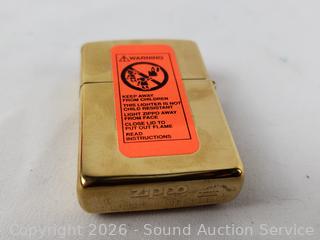 WARNING
KEEP AWAY
FROM CHILDREN
THIS LIGHTER IS NOT
CHILD RESISTANT
LIGHT ZIPPO AWAY
FROM FACE
CLOSE LID TO
PUT OUT FLAME
READ
INSTRUCTIONS
zippo
Copyright 2026 - Sound Auction Service